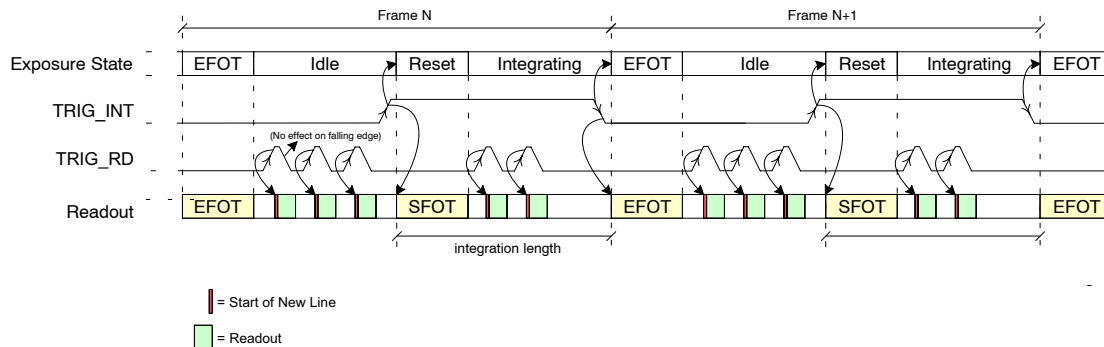 Frame N Frame N+1
Exposure State EFOT Idle Reset Integrating EFOT Idle Reset Integrating EFOT
TRIG_INT
(No effect on falling edge)
TRIG_RD
Readout EFOT SFOT EFOT SFOT EFOT
integration length
= Start of New Line
= Readout